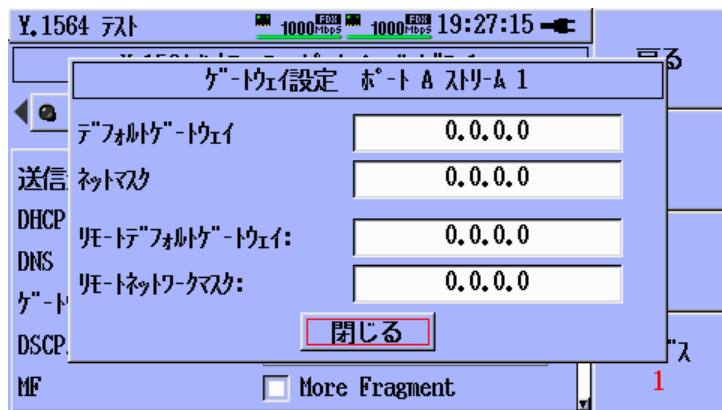 Y.1564 テスト 1000Mbps FDX 1000Mbps FDX 19:27:15
戻る
ゲートウェイ設定 ポート A ストリーム 1
デフォルトゲートウェイ 0.0.0.0
送信 ネットマスク 0.0.0.0
DHCP
リモートデフォルトゲートウェイ: 0.0.0.0
DNS
リモートネットワークマスク: 0.0.0.0
閉じる
DSCP
MF More Fragment
1